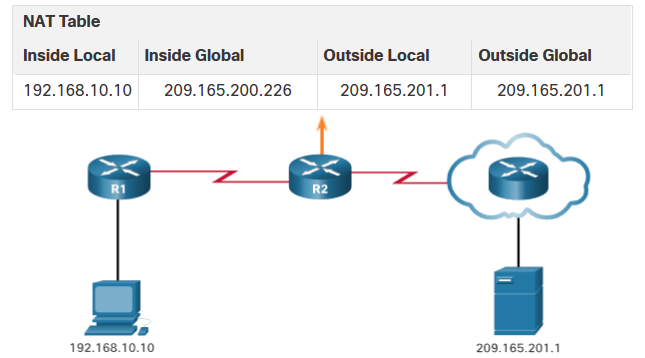 NAT Table
Inside Local Inside Global Outside Local Outside Global
192.168.10.10 209.165.200.226 209.165.201.1 209.165.201.1
R1 R2
192.168.10.10 209.165.201.1